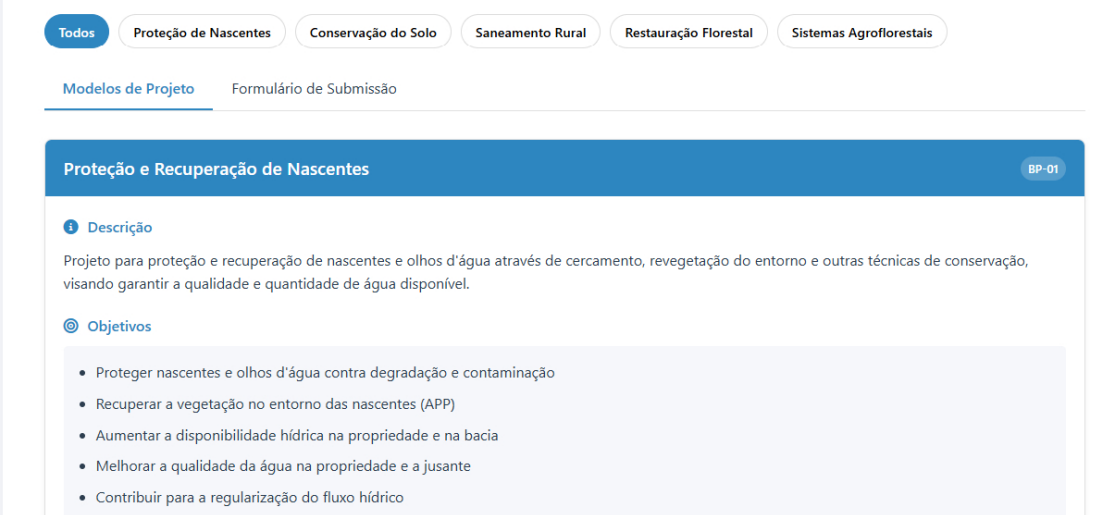 Todos
Proteção de Nascentes
Conservação do Solo
Saneamento Rural
Restauração Florestal
Sistemas Agroflorestais
Modelos de Projeto
Formulário de Submissão
Proteção e Recuperação de Nascentes
BP-01
Descrição
Projeto para proteção e recuperação de nascentes e olhos d'água através de cercamento, revegetação do entorno e outras técnicas de conservação,
visando garantir a qualidade e quantidade de água disponível.
Objetivos
• Proteger nascentes e olhos d'água contra degradação e contaminação
• Recuperar a vegetação no entorno das nascentes (APP)
• Aumentar a disponibilidade hídrica na propriedade e na bacia
• Melhorar a qualidade da água na propriedade e a jusante
• Contribuir para a regularização do fluxo hídrico